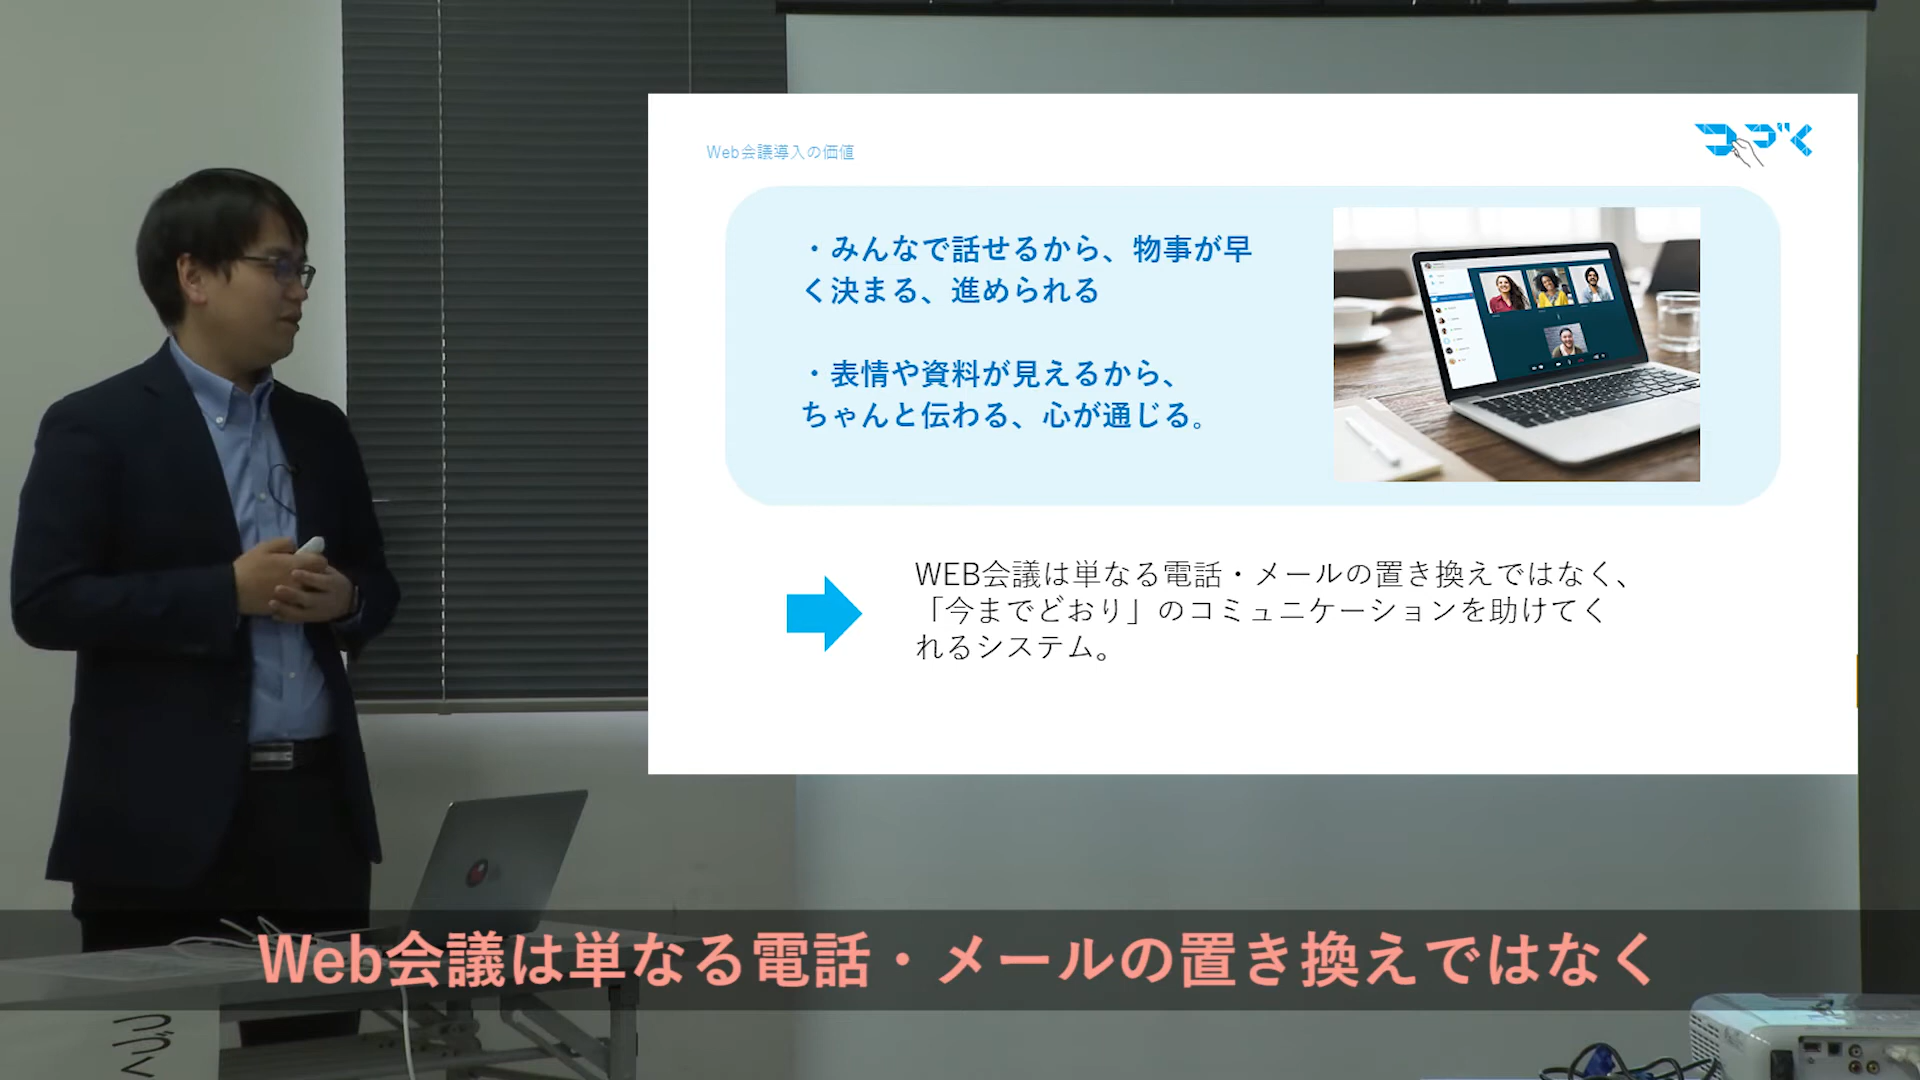 Web会議導入の価値
つづく
・みんなで話せるから、物事が早
く決まる、進められる
・表情や資料が見えるから、
ちゃんと伝わる、心が通じる。
WEB会議は単なる電話・メールの置き換えではなく、
「今までどおり」のコミュニケーションを助けてく
れるシステム。
Web会議は単なる電話・メールの置き換えではなく
つづく